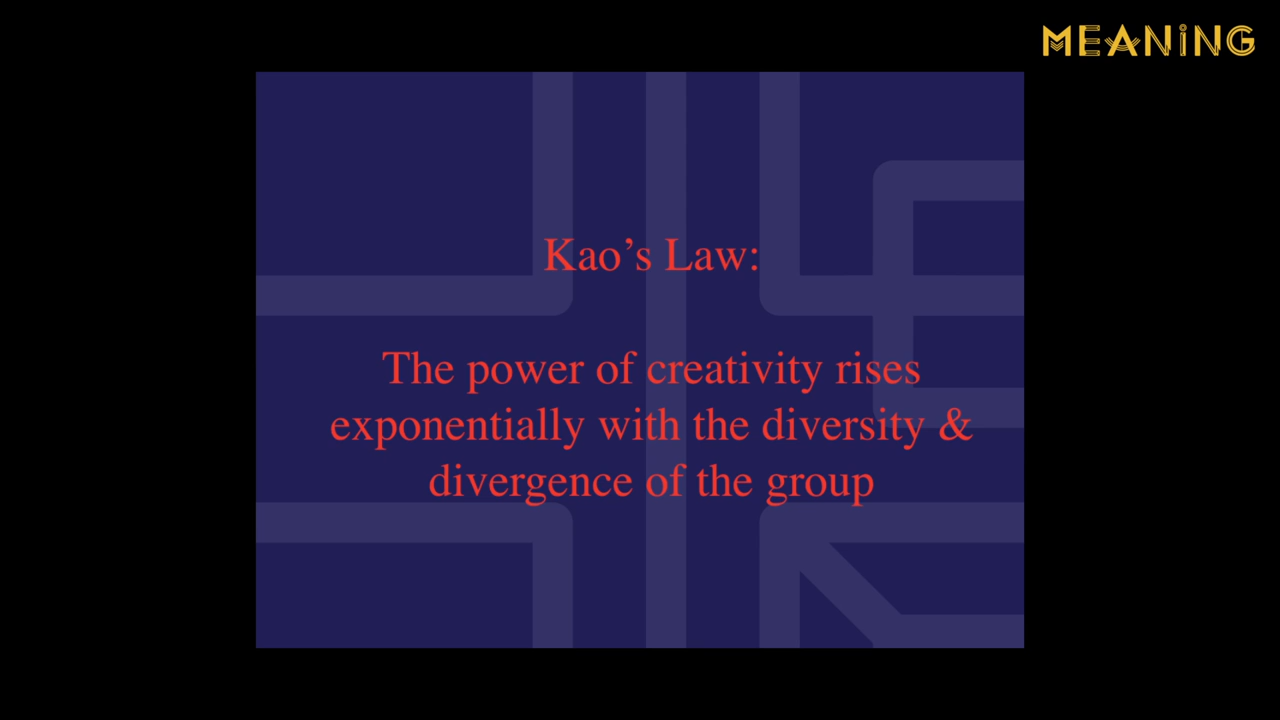 MEANING
Kao’s Law:
The power of creativity rises
exponentially with the diversity &
divergence of the group